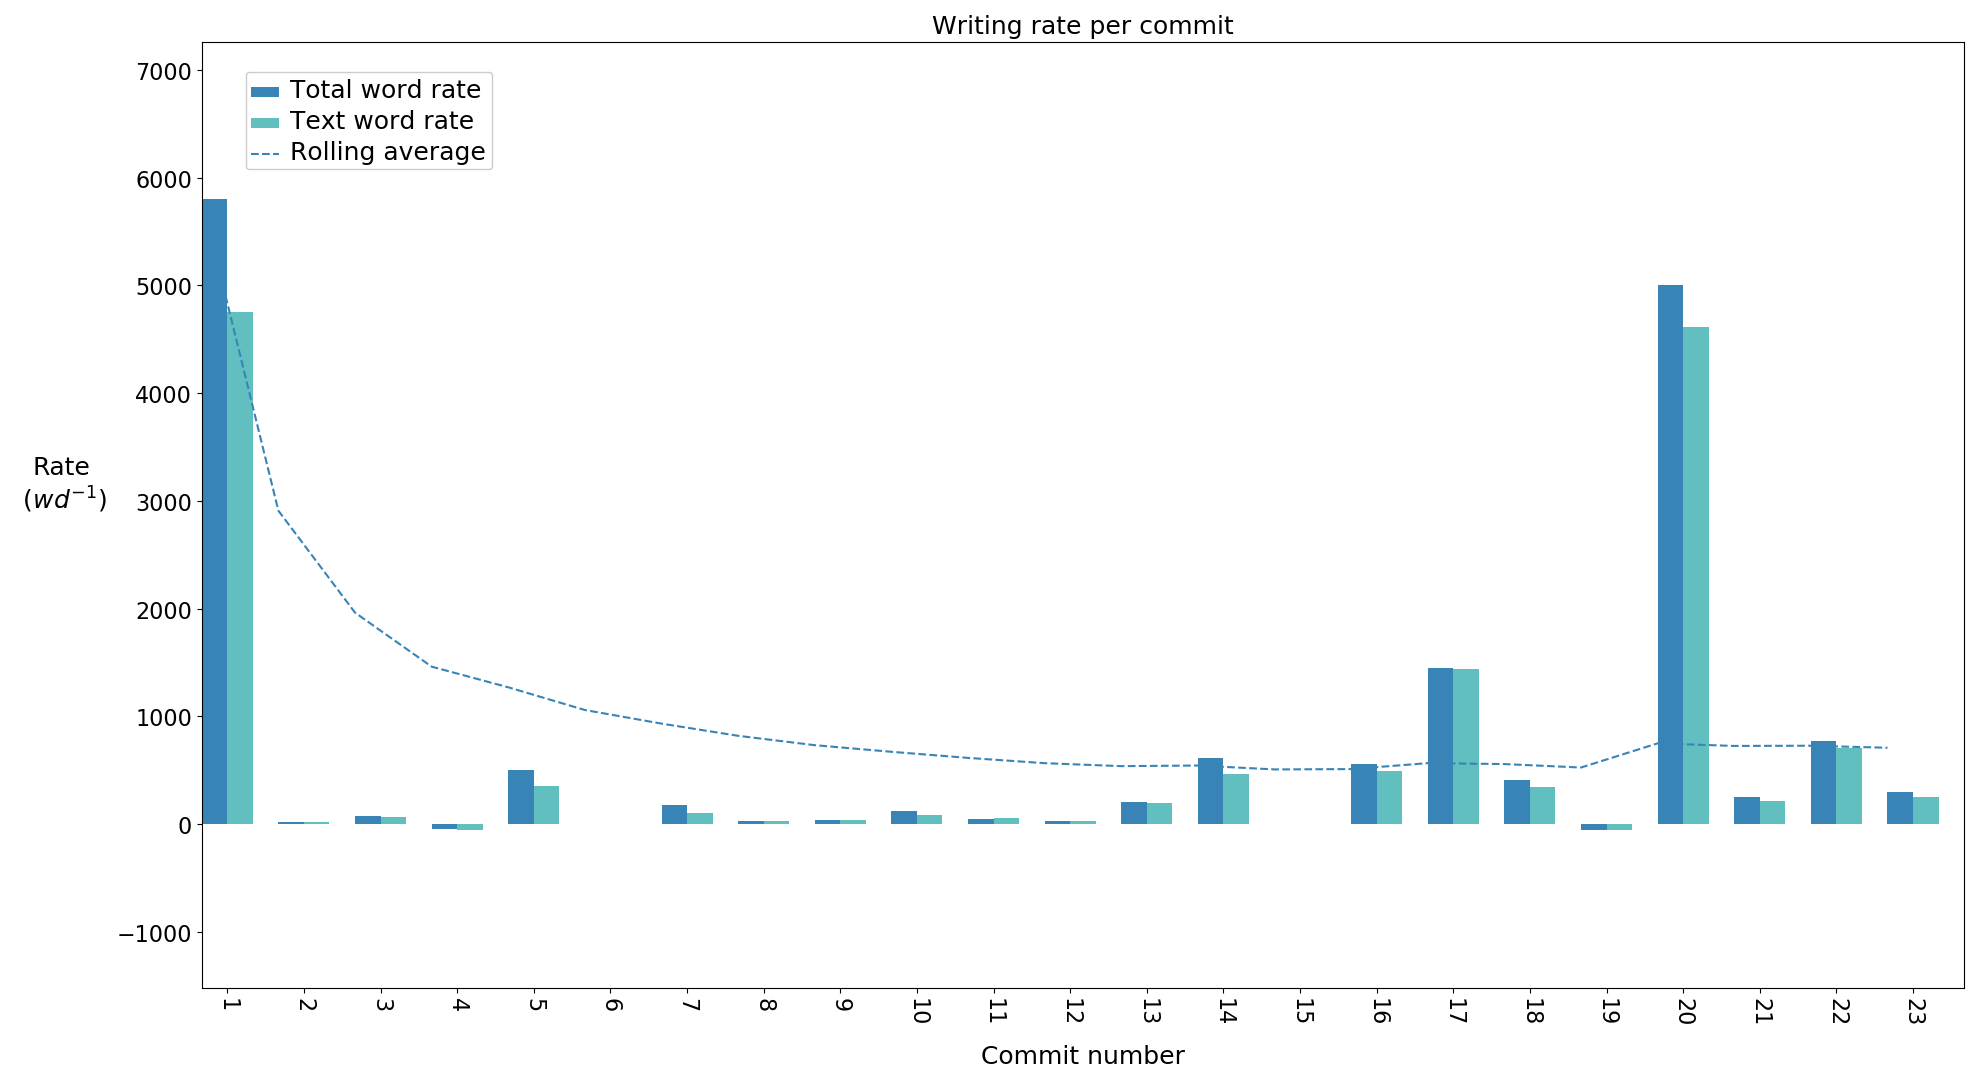 Writing rate per commit
7000
6000
5000
4000
3000
2000
1000
0
−1000
Total word rate
Text word rate
Rolling average
Rate
(wd⁻¹)
1 2 3 4 5 6 7 8 9 10 11 12 13 14 15 16 17 18 19 20 21 22 23
Commit number